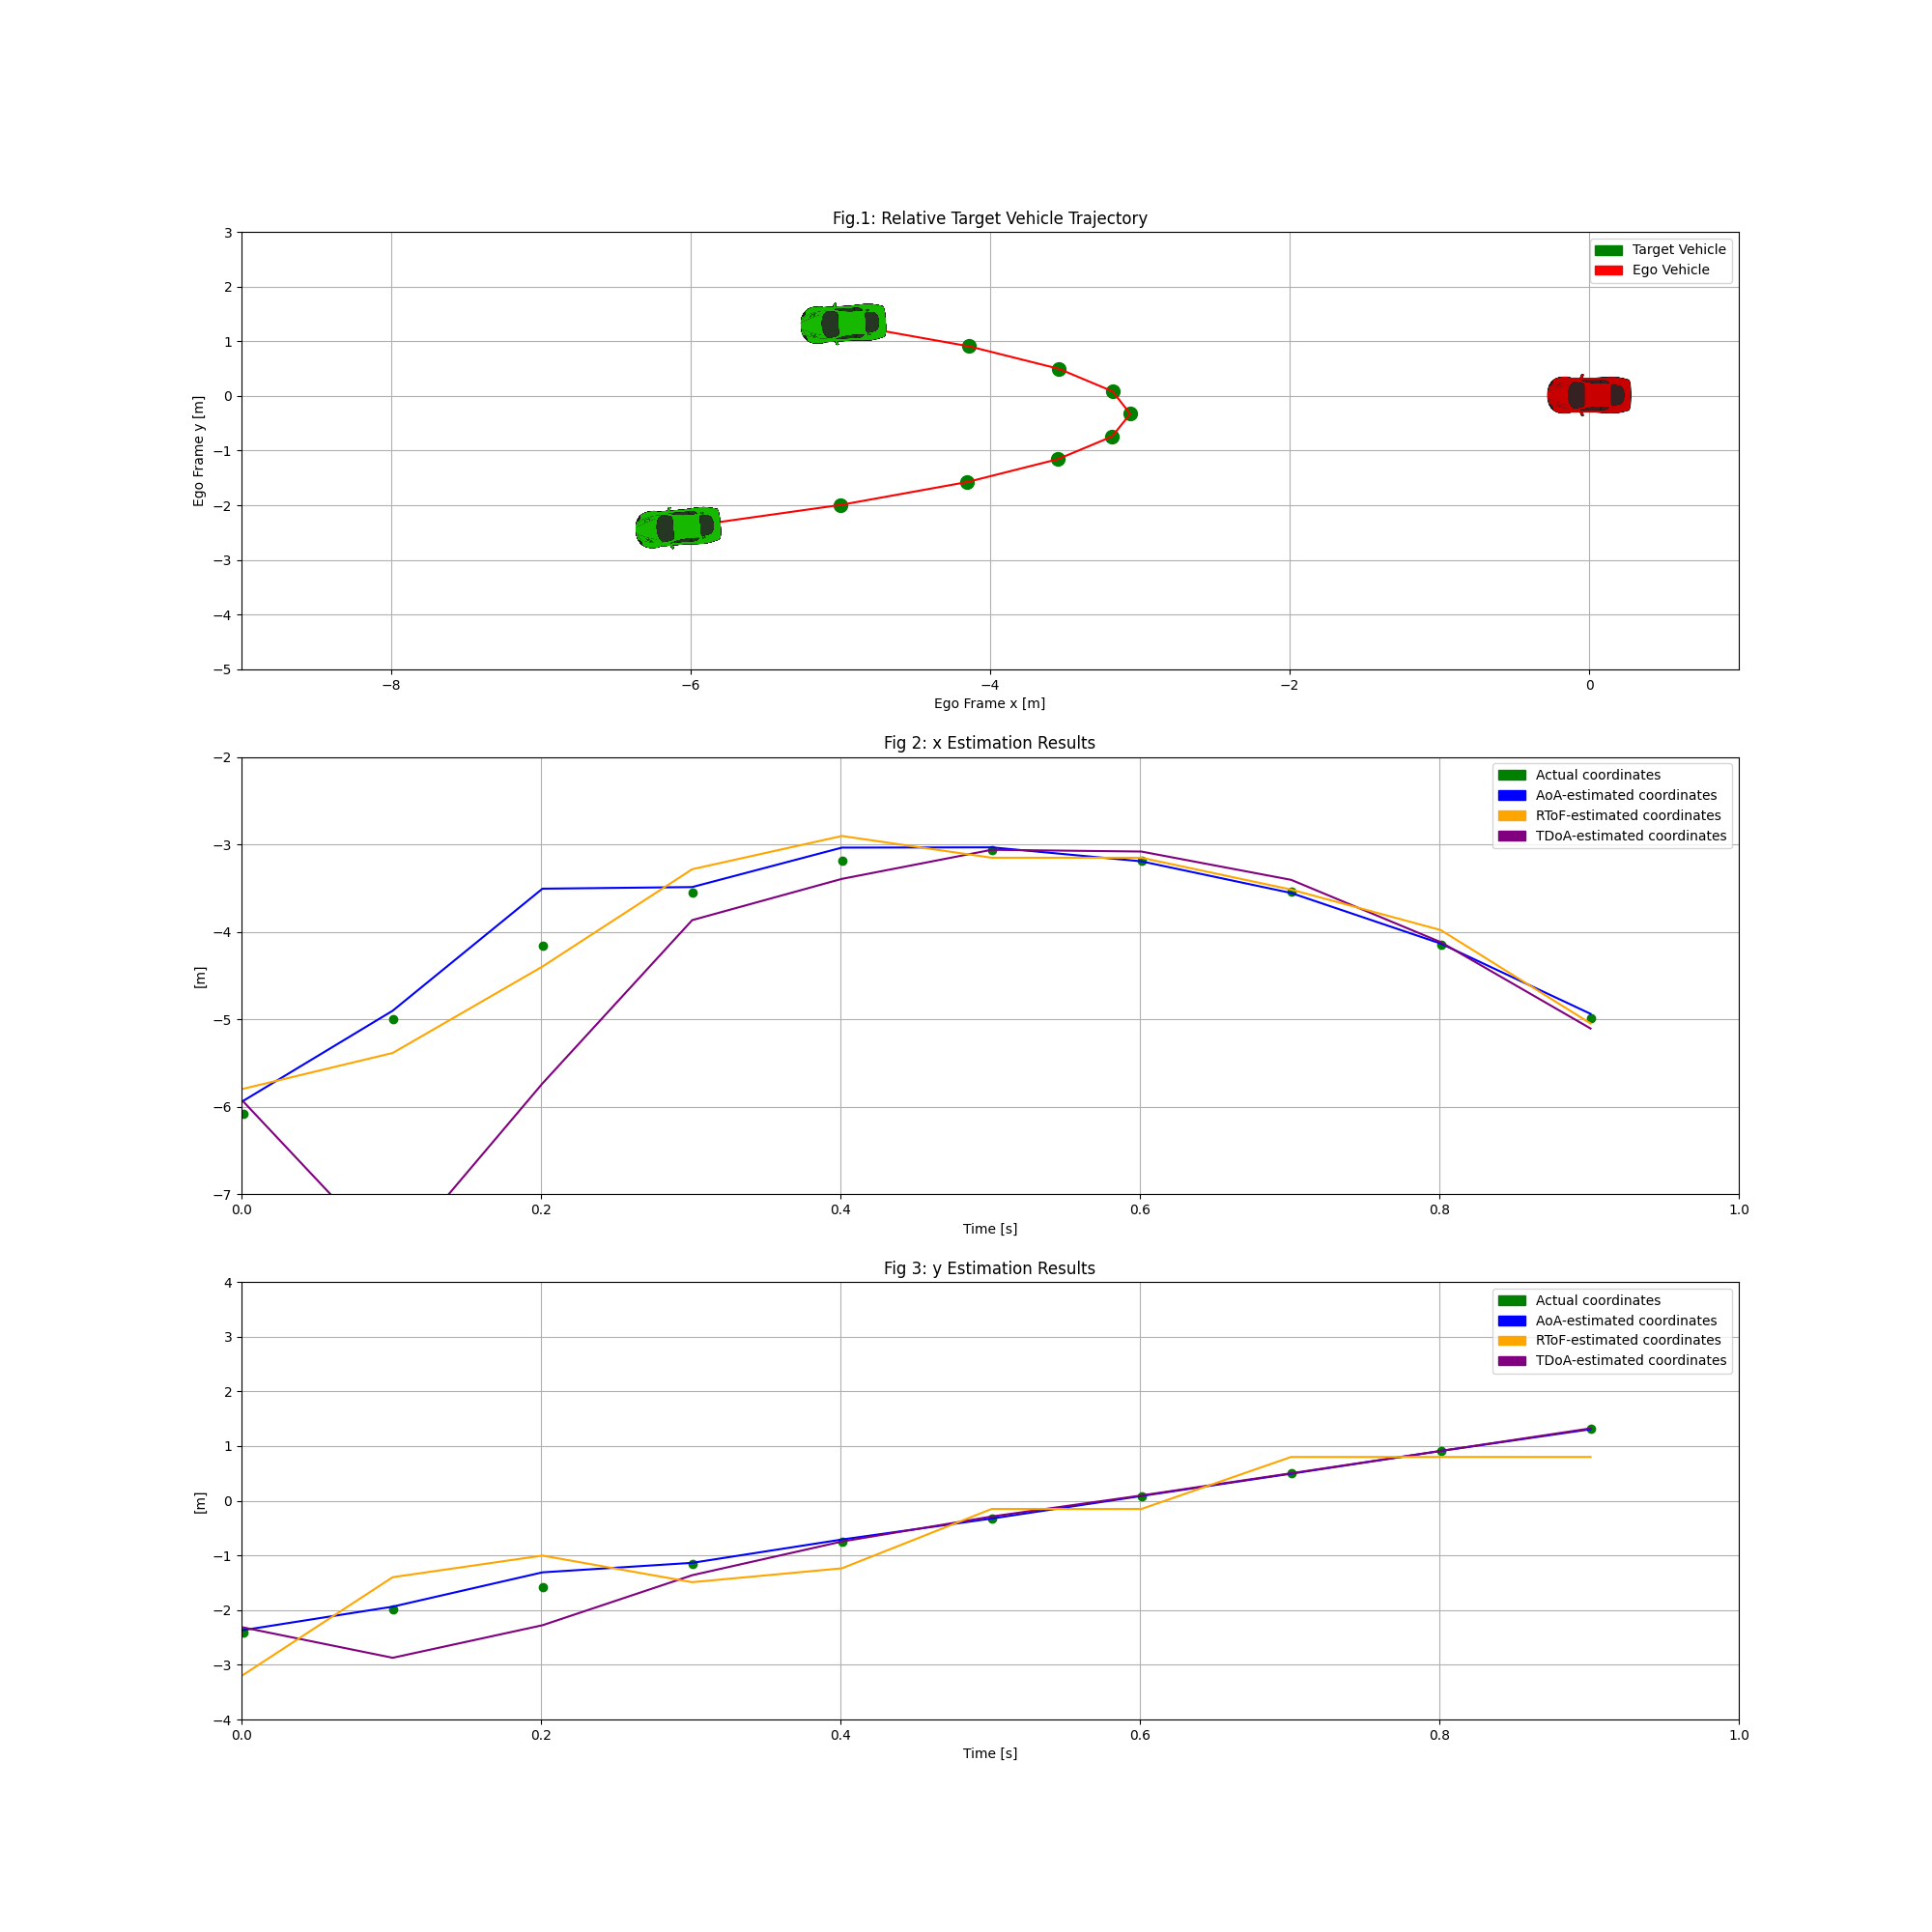 Fig.1: Relative Target Vehicle Trajectory
3
2
1
0
−1
−2
−3
−4
−5
Ego Frame y [m]
Target Vehicle
Ego Vehicle
−8 −6 −4 −2 0
Ego Frame x [m]
Fig 2: x Estimation Results
−2
−3
−4
−5
−6
−7
[m]
Actual coordinates
AoA-estimated coordinates
RToF-estimated coordinates
TDoA-estimated coordinates
0.0 0.2 0.4 0.6 0.8 1.0
Time [s]
Fig 3: y Estimation Results
4
3
2
1
0
−1
−2
−3
−4
[m]
Actual coordinates
AoA-estimated coordinates
RToF-estimated coordinates
TDoA-estimated coordinates
0.0 0.2 0.4 0.6 0.8 1.0
Time [s]